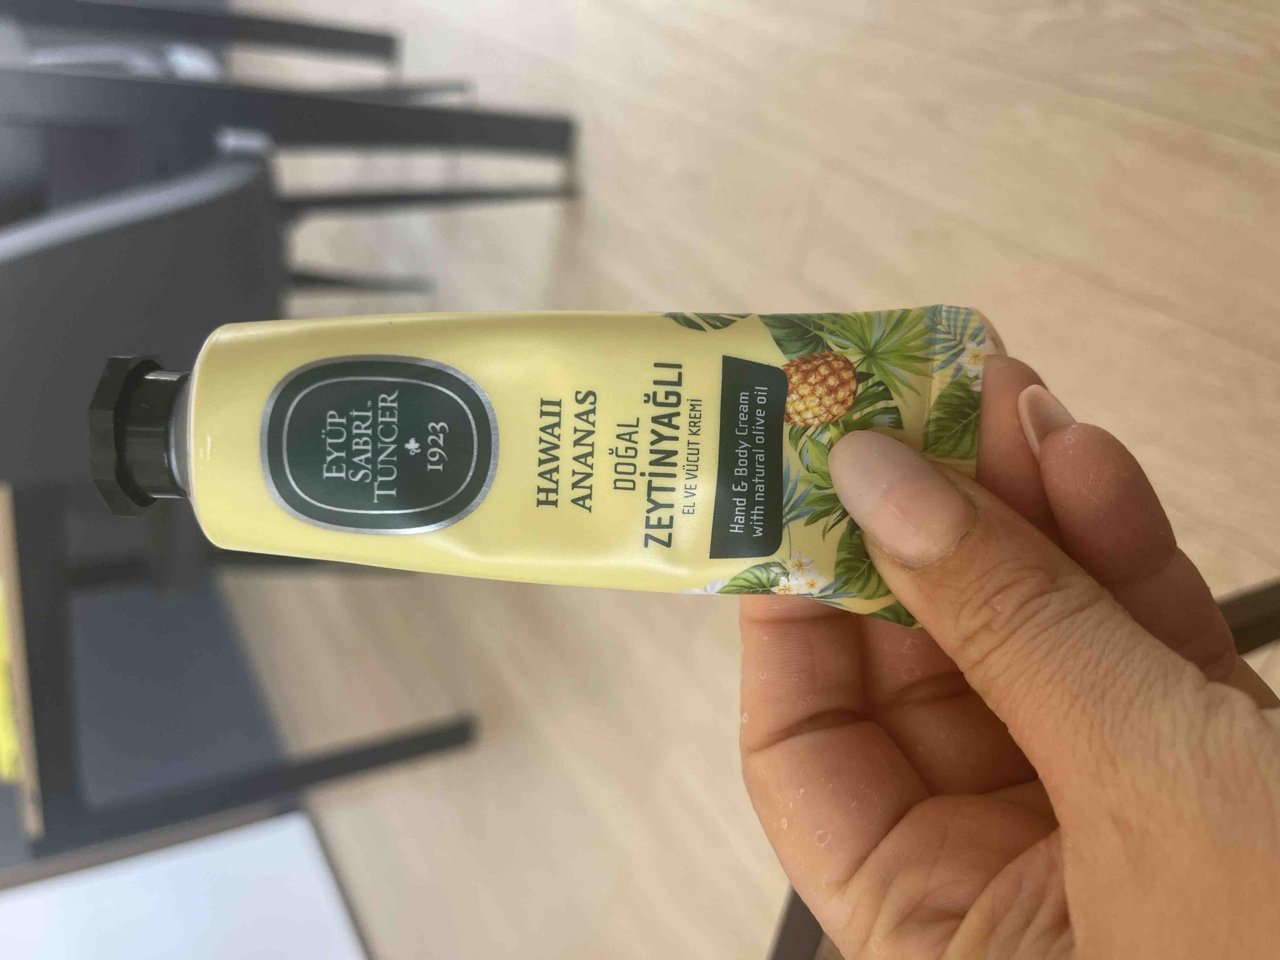 EYÜP
SABRİ
TUNCER™
1923
HAWAII
ANANAS
DOĞAL
ZEYTİNYAĞLI
EL VE VÜCUT KREMİ
Hand & Body Cream
with natural olive oil